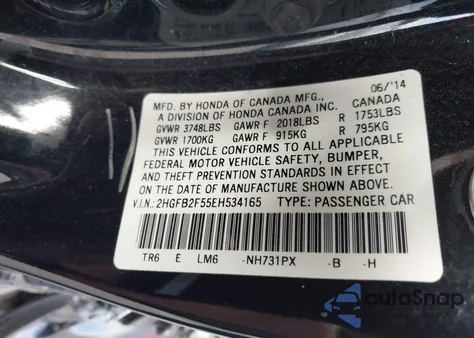 06/'14
MFD. BY HONDA OF CANADA MFG., CANADA
A DIVISION OF HONDA CANADA INC.
GVWR 3748LBS GAWR F 2018LBS R 1753LBS
GVWR 1700KG GAWR F 915KG R 795KG
THIS VEHICLE CONFORMS TO ALL APPLICABLE
FEDERAL MOTOR VEHICLE SAFETY, BUMPER,
AND THEFT PREVENTION STANDARDS IN EFFECT
ON THE DATE OF MANUFACTURE SHOWN ABOVE.
V.I.N.: 2HGFB2F55EH534165 TYPE: PASSENGER CAR
TR6 E LM6 -NH731PX -B -H
autoSnap